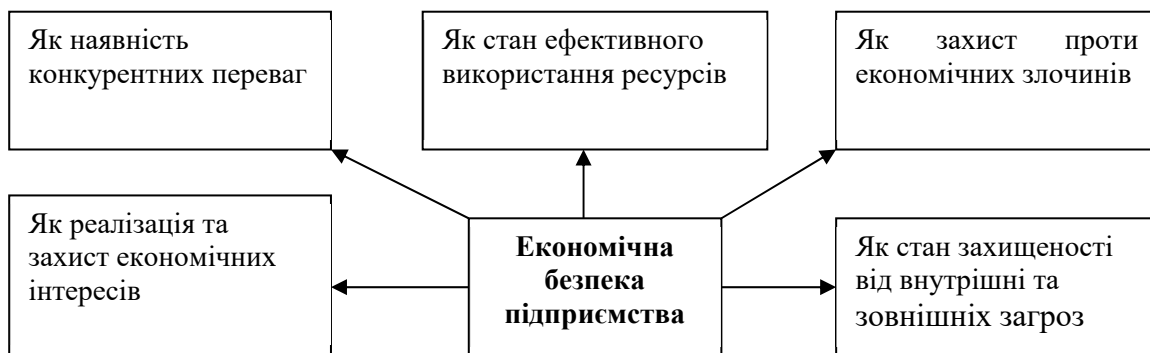 Як наявність
конкурентних переваг
Як стан ефективного
використання ресурсів
Як захист проти
економічних злочинів
Як реалізація та
захист економічних
інтересів
Економічна
безпека
підприємства
Як стан захищеності
від внутрішні та
зовнішніх загроз